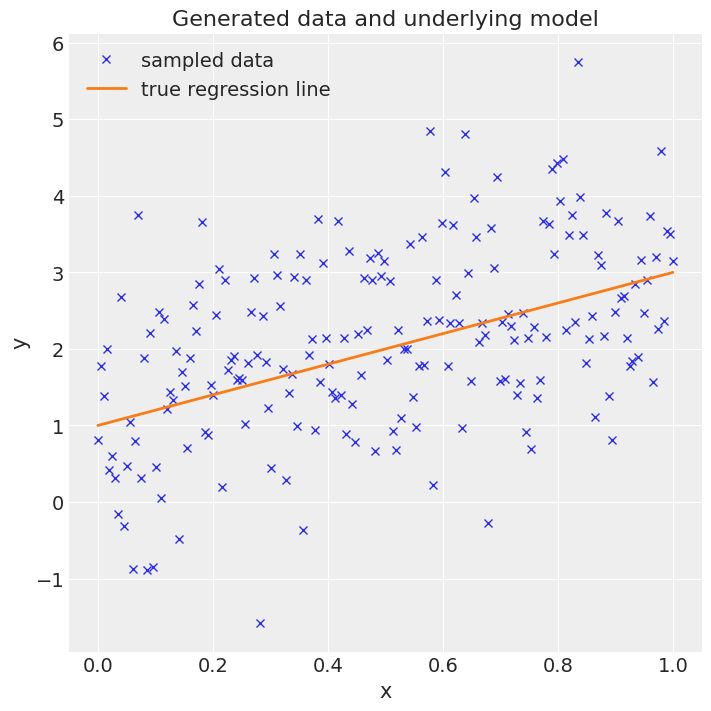 Generated data and underlying model
sampled data
true regression line
6
5
4
3
2
1
0
−1
y
0.0 0.2 0.4 0.6 0.8 1.0
x